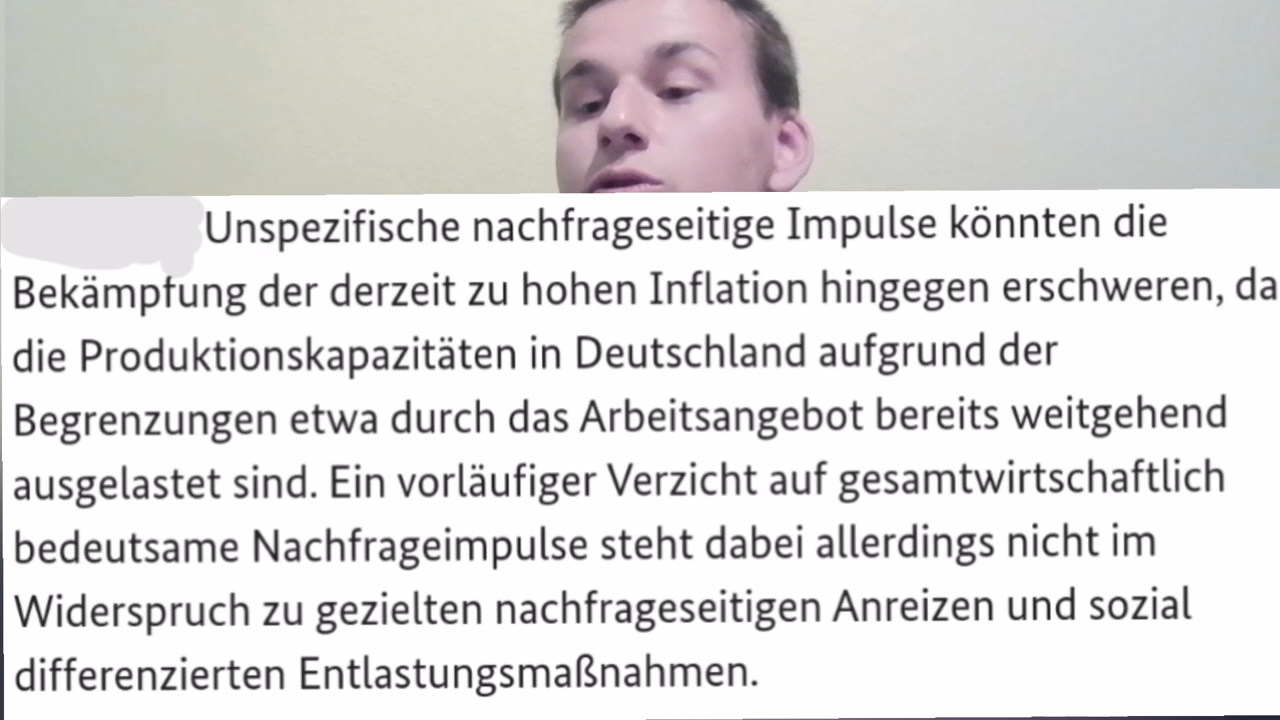 Unspezifische nachfrageseitige Impulse könnten die
Bekämpfung der derzeit zu hohen Inflation hingegen erschweren, da
die Produktionskapazitäten in Deutschland aufgrund der
Begrenzungen etwa durch das Arbeitsangebot bereits weitgehend
ausgelastet sind. Ein vorläufiger Verzicht auf gesamtwirtschaftlich
bedeutsame Nachfrageimpulse steht dabei allerdings nicht im
Widerspruch zu gezielten nachfrageseitigen Anreizen und sozial
differenzierten Entlastungsmaßnahmen.